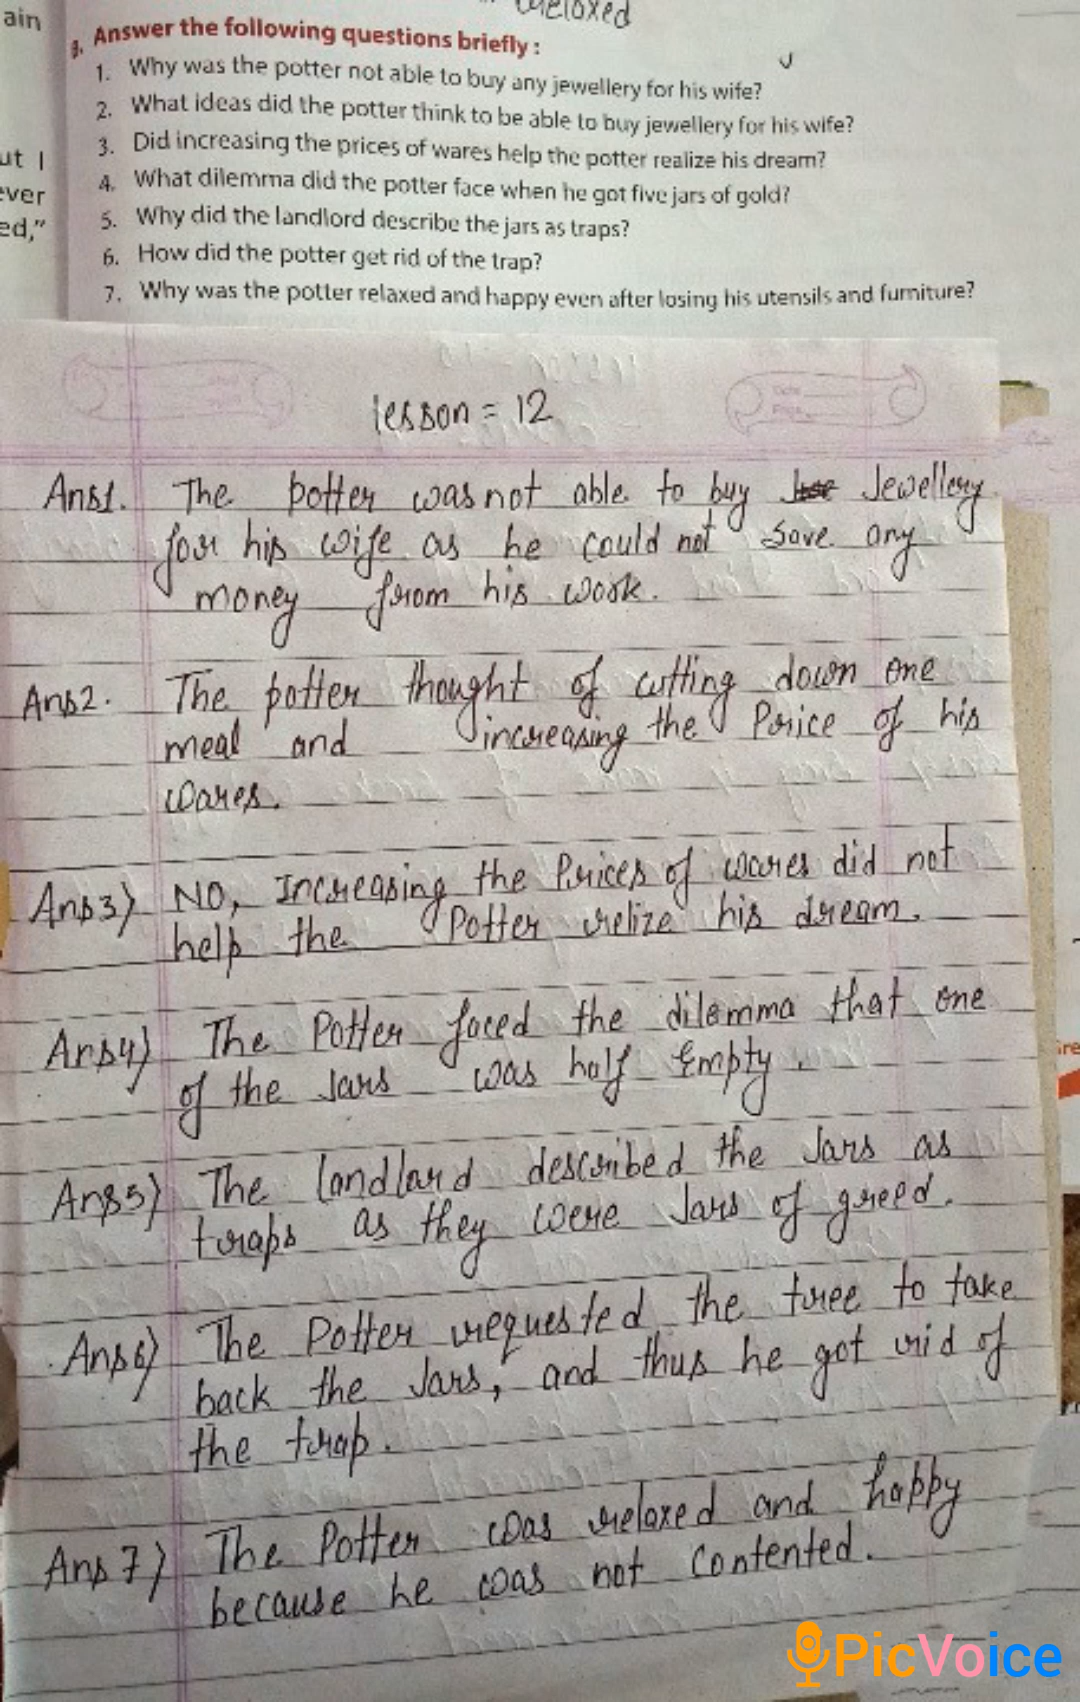 ain
relaxed
Answer the following questions briefly :
1. Why was the potter not able to buy any jewellery for his wife?
2. What ideas did the potter think to be able to buy jewellery for his wife?
3. Did increasing the prices of wares help the potter realize his dream?
ut I
4. What dilemma did the potter face when he got five jars of gold?
ever
5. Why did the landlord describe the jars as traps?
ed,"
6. How did the potter get rid of the trap?
7. Why was the potter relaxed and happy even after losing his utensils and furniture?
lesson = 12
Ans1. The potter was not able to buy Jewellery
for his wife as he could not save any
money from his work.
Ans2. The potter thought of cutting down one
meal and increasing the Price of his
wares.
Ans3) NO, Increasing the Prices of wares did not
help the Potter relize his dream.
Ans4) The Potter faced the dilemma that one
of the Jars was half Empty.
Ans5) The landlard described the Jars as
traps as they were Jars of greed.
Ans6) The Potter requested the tree to take
back the Jars, and thus he got rid of
the trap.
Ans7) The Potter was relaxed and happy
because he was not Contented.
PicVoice